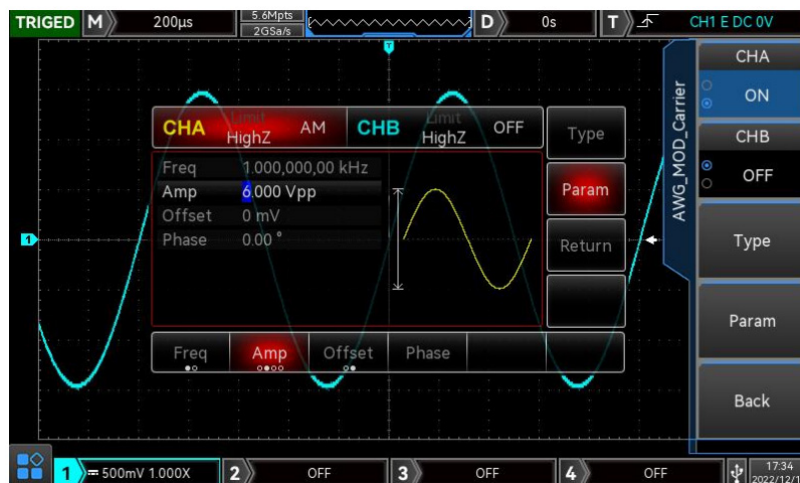 TRIGED M 200μs 5.6Mpts 2GSa/s D 0s T CH1 E DC 0V
CHA Limit HighZ AM CHB Limit HighZ OFF
Freq 1.000,000,00 kHz
Amp 6.000 Vpp
Offset 0 mV
Phase 0.00 °
Type
Param
Return
Freq Amp Offset Phase
1
AWG_MOD_Carrier
CHA
ON
CHB
OFF
Type
Param
Back
1 500mV 1.000X 2 OFF 3 OFF 4 OFF 17:34